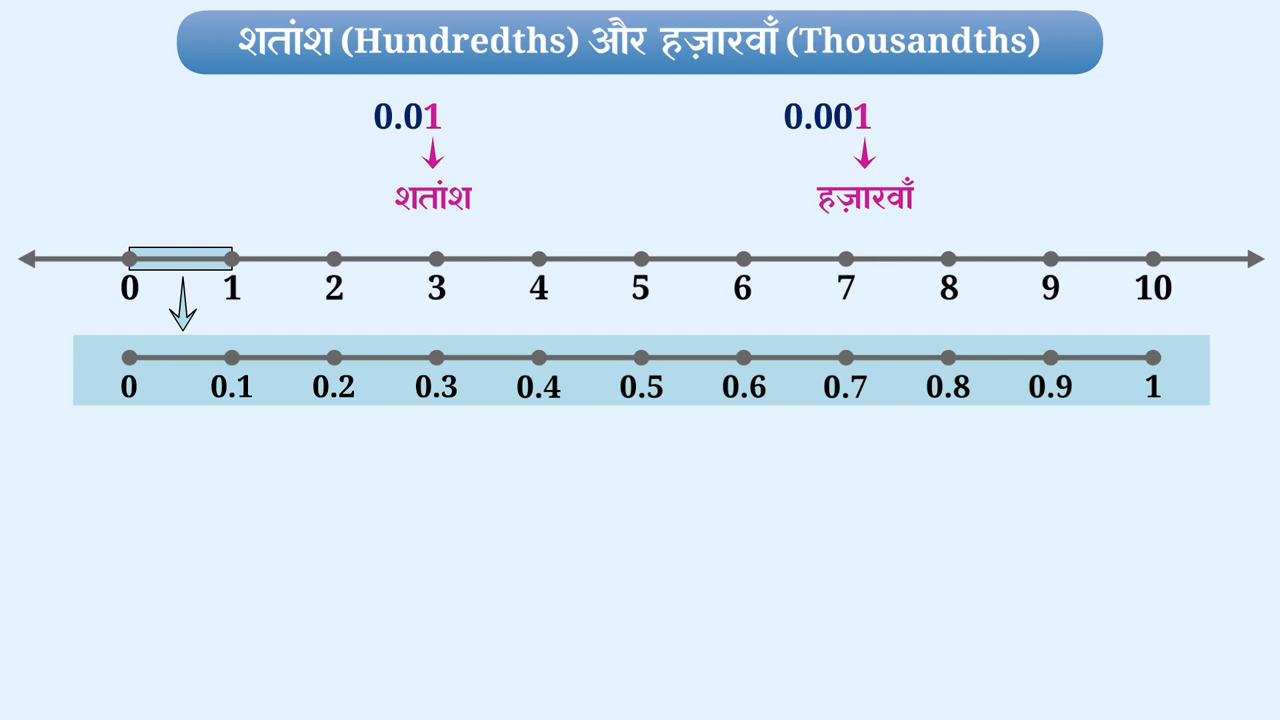 शतांश (Hundredths) और हज़ारवाँ (Thousandths)
0.01 0.001
शतांश हज़ारवाँ
0 1 2 3 4 5 6 7 8 9 10
0 0.1 0.2 0.3 0.4 0.5 0.6 0.7 0.8 0.9 1